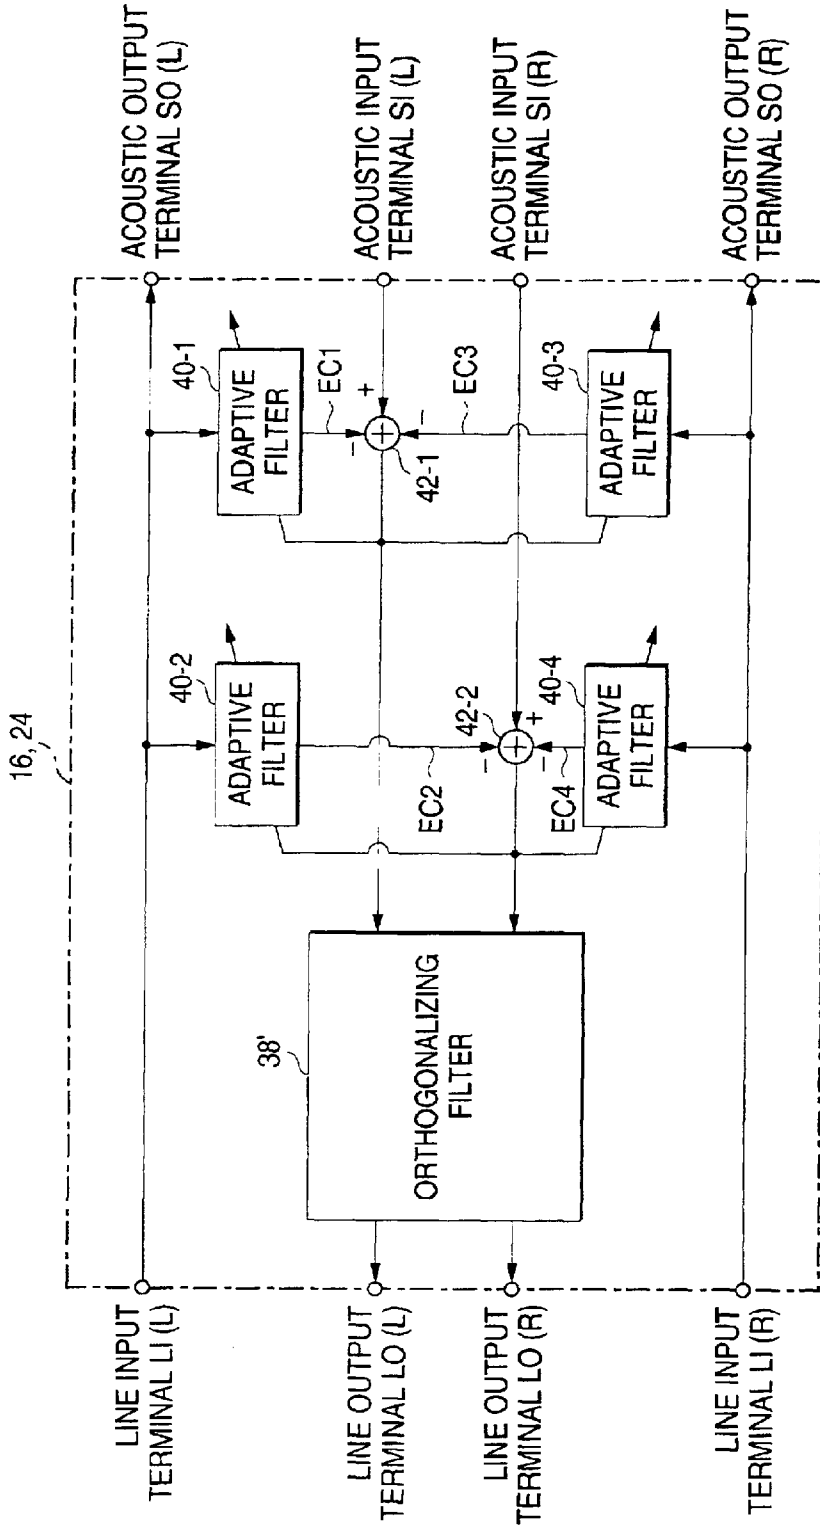 16, 24
LINE INPUT
TERMINAL LI (L)
LINE OUTPUT
TERMINAL LO (L)
LINE OUTPUT
TERMINAL LO (R)
LINE INPUT
TERMINAL LI (R)
38'
ORTHOGONALIZING
FILTER
40-2
ADAPTIVE
FILTER
EC2
42-2
+
+
−
−
EC4
40-4
ADAPTIVE
FILTER
40-1
ADAPTIVE
FILTER
EC1
+
+
−
−
42-1
EC3
40-3
ADAPTIVE
FILTER
ACOUSTIC OUTPUT
TERMINAL SO (L)
ACOUSTIC INPUT
TERMINAL SI (L)
ACOUSTIC INPUT
TERMINAL SI (R)
ACOUSTIC OUTPUT
TERMINAL SO (R)